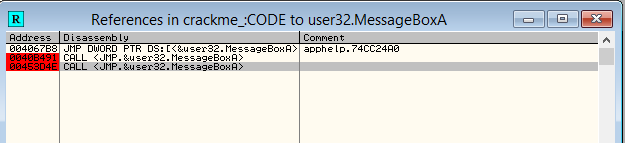 R References in crackme_:CODE to user32.MessageBoxA
Address Disassembly Comment
004067B8 JMP DWORD PTR DS:[<&user32.MessageBoxA> apphelp.74CC24A0
0040B491 CALL <JMP.&user32.MessageBoxA>
00453D4E CALL <JMP.&user32.MessageBoxA>